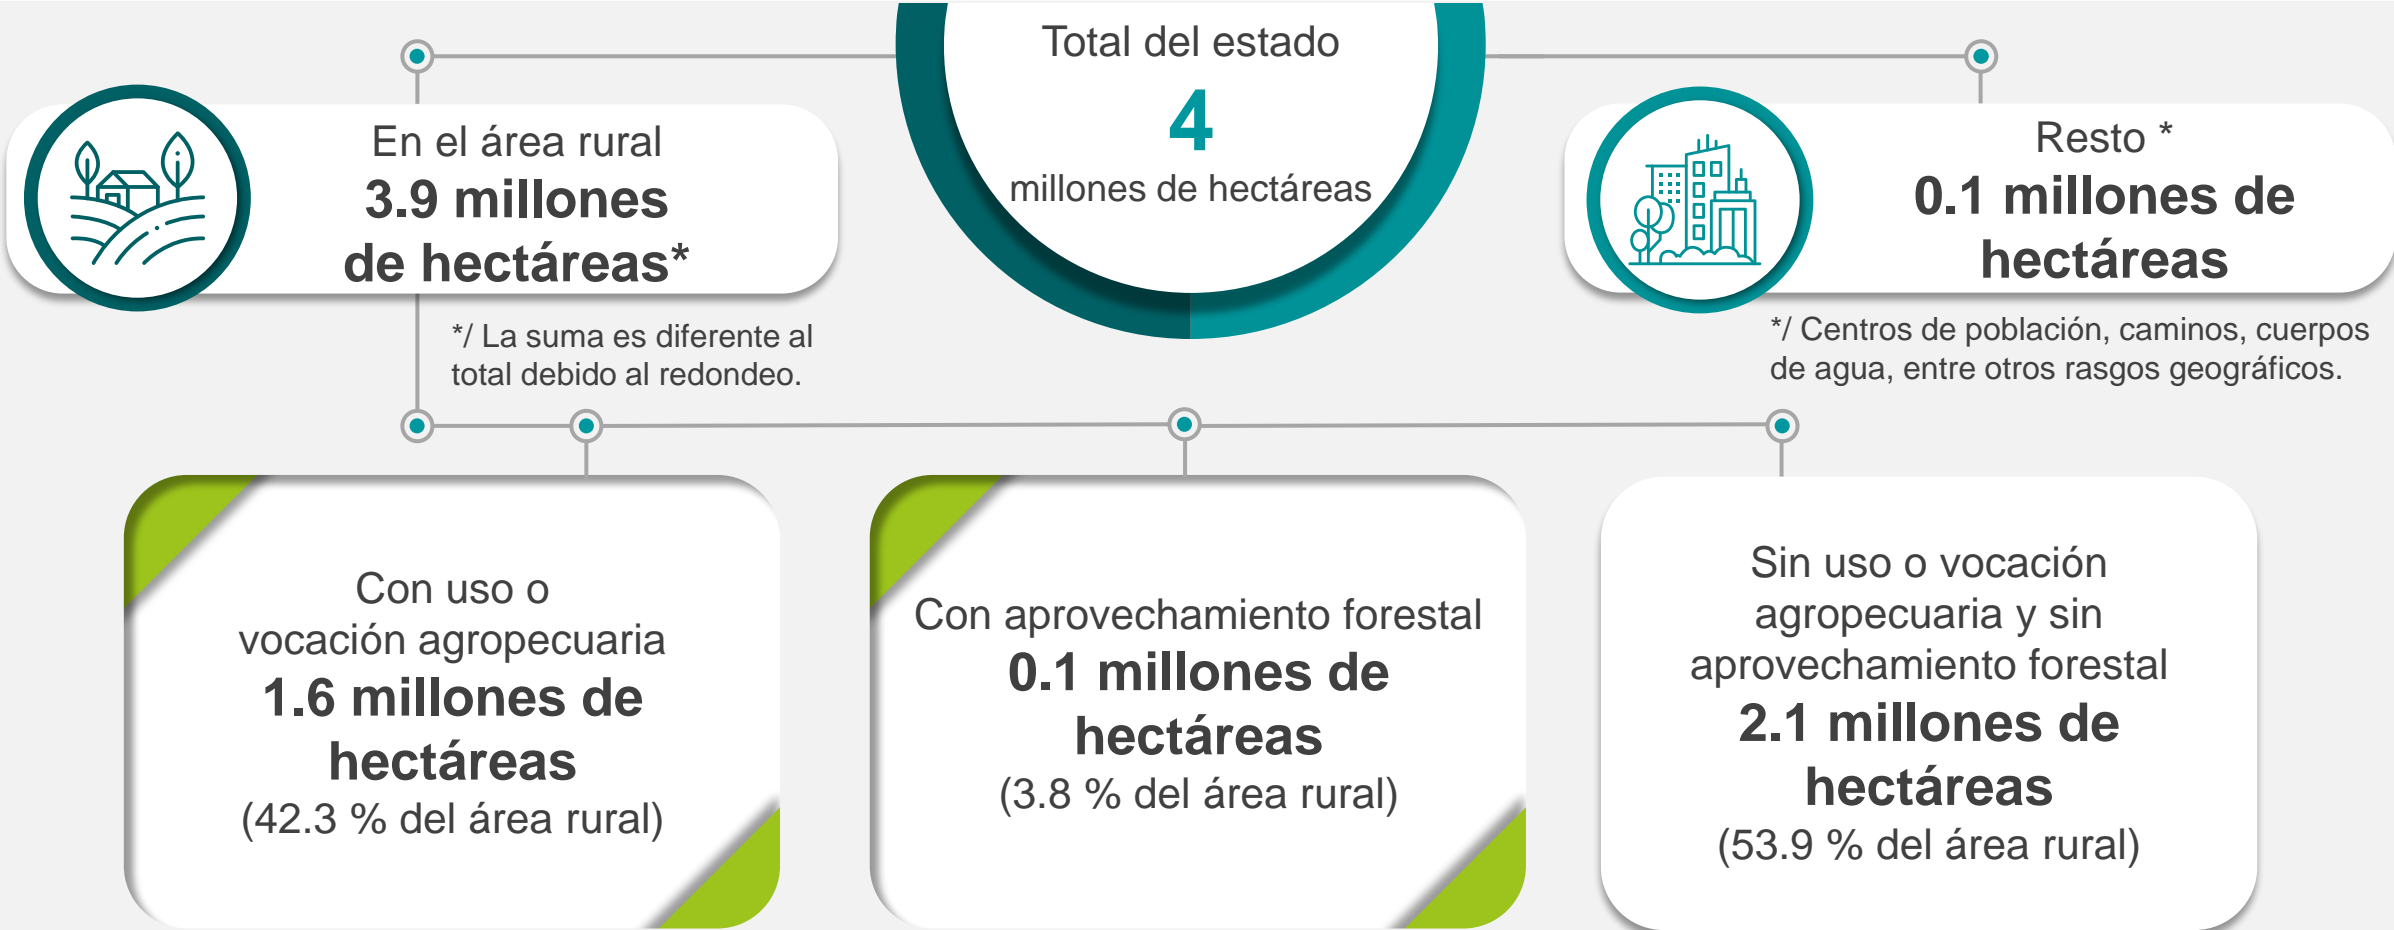 Total del estado
4
millones de hectáreas
En el área rural
3.9 millones
de hectáreas*
*/ La suma es diferente al
total debido al redondeo.
Resto *
0.1 millones de
hectáreas
*/ Centros de población, caminos, cuerpos
de agua, entre otros rasgos geográficos.
Con uso o
vocación agropecuaria
1.6 millones de
hectáreas
(42.3 % del área rural)
Con aprovechamiento forestal
0.1 millones de
hectáreas
(3.8 % del área rural)
Sin uso o vocación
agropecuaria y sin
aprovechamiento forestal
2.1 millones de
hectáreas
(53.9 % del área rural)